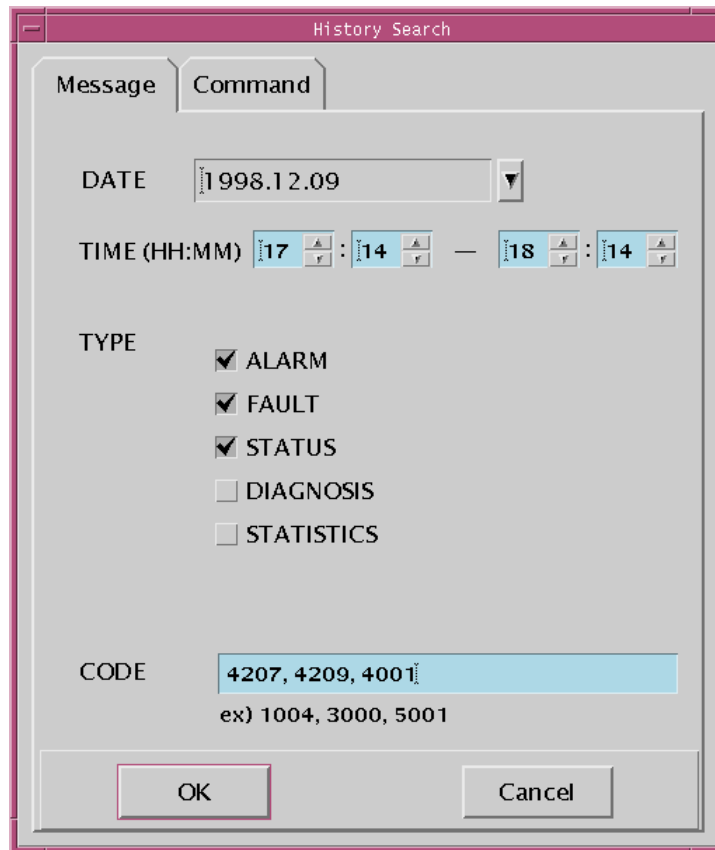 History Search
Message Command
DATE 1998.12.09
TIME (HH:MM) 17 : 14 — 18 : 14
TYPE
ALARM
FAULT
STATUS
DIAGNOSIS
STATISTICS
CODE 4207, 4209, 4001
ex) 1004, 3000, 5001
OK Cancel